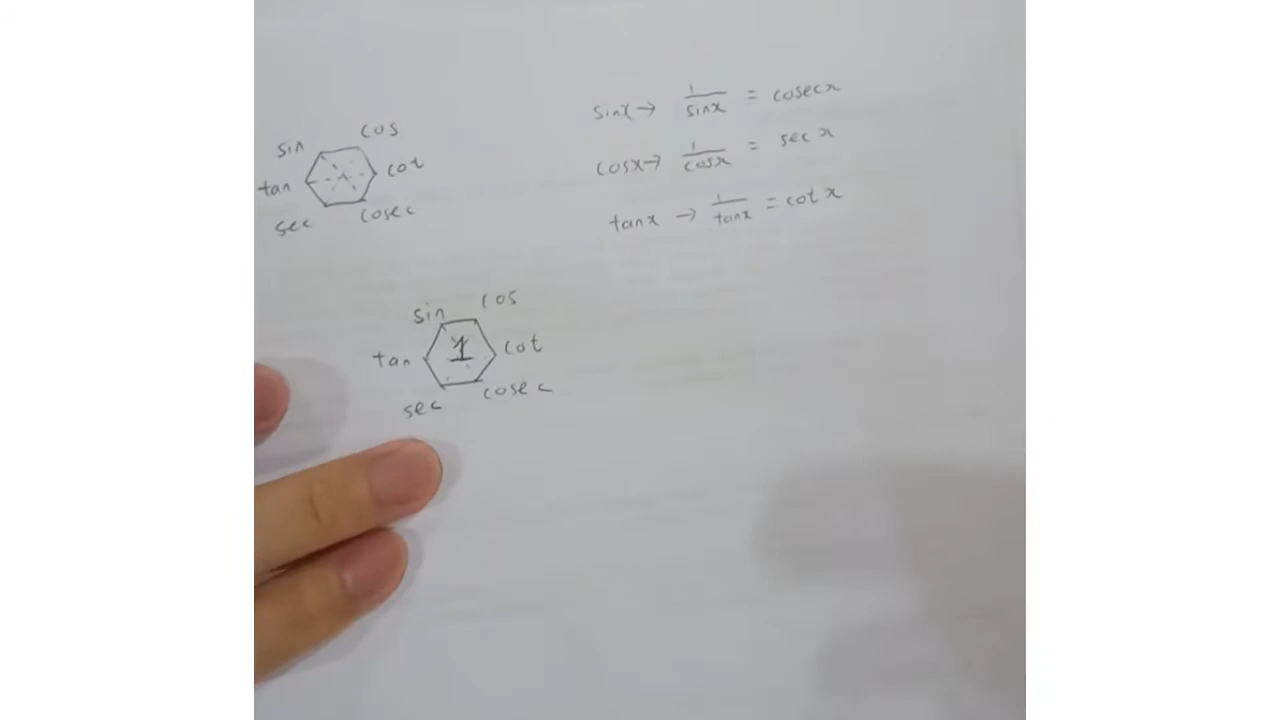 sin cos
tan cot
sec cosec
sinx → 1/sinx = cosecx
cosx → 1/cosx = sec x
tanx → 1/tanx = cot x
sin cos
tan 1 cot
sec cosec